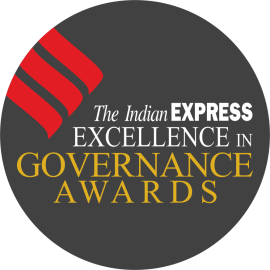 The Indian EXPRESS
EXCELLENCE IN
GOVERNANCE
AWARDS